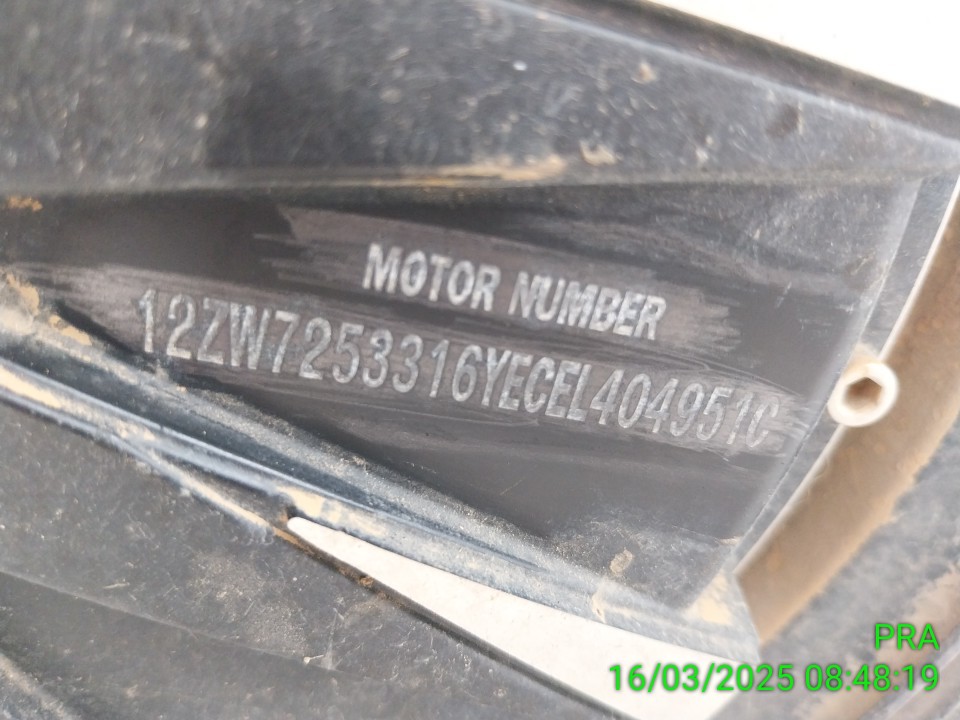 MOTOR NUMBER
12ZW7253316YECEL404951C
PRA
16/03/2025 08:48:19